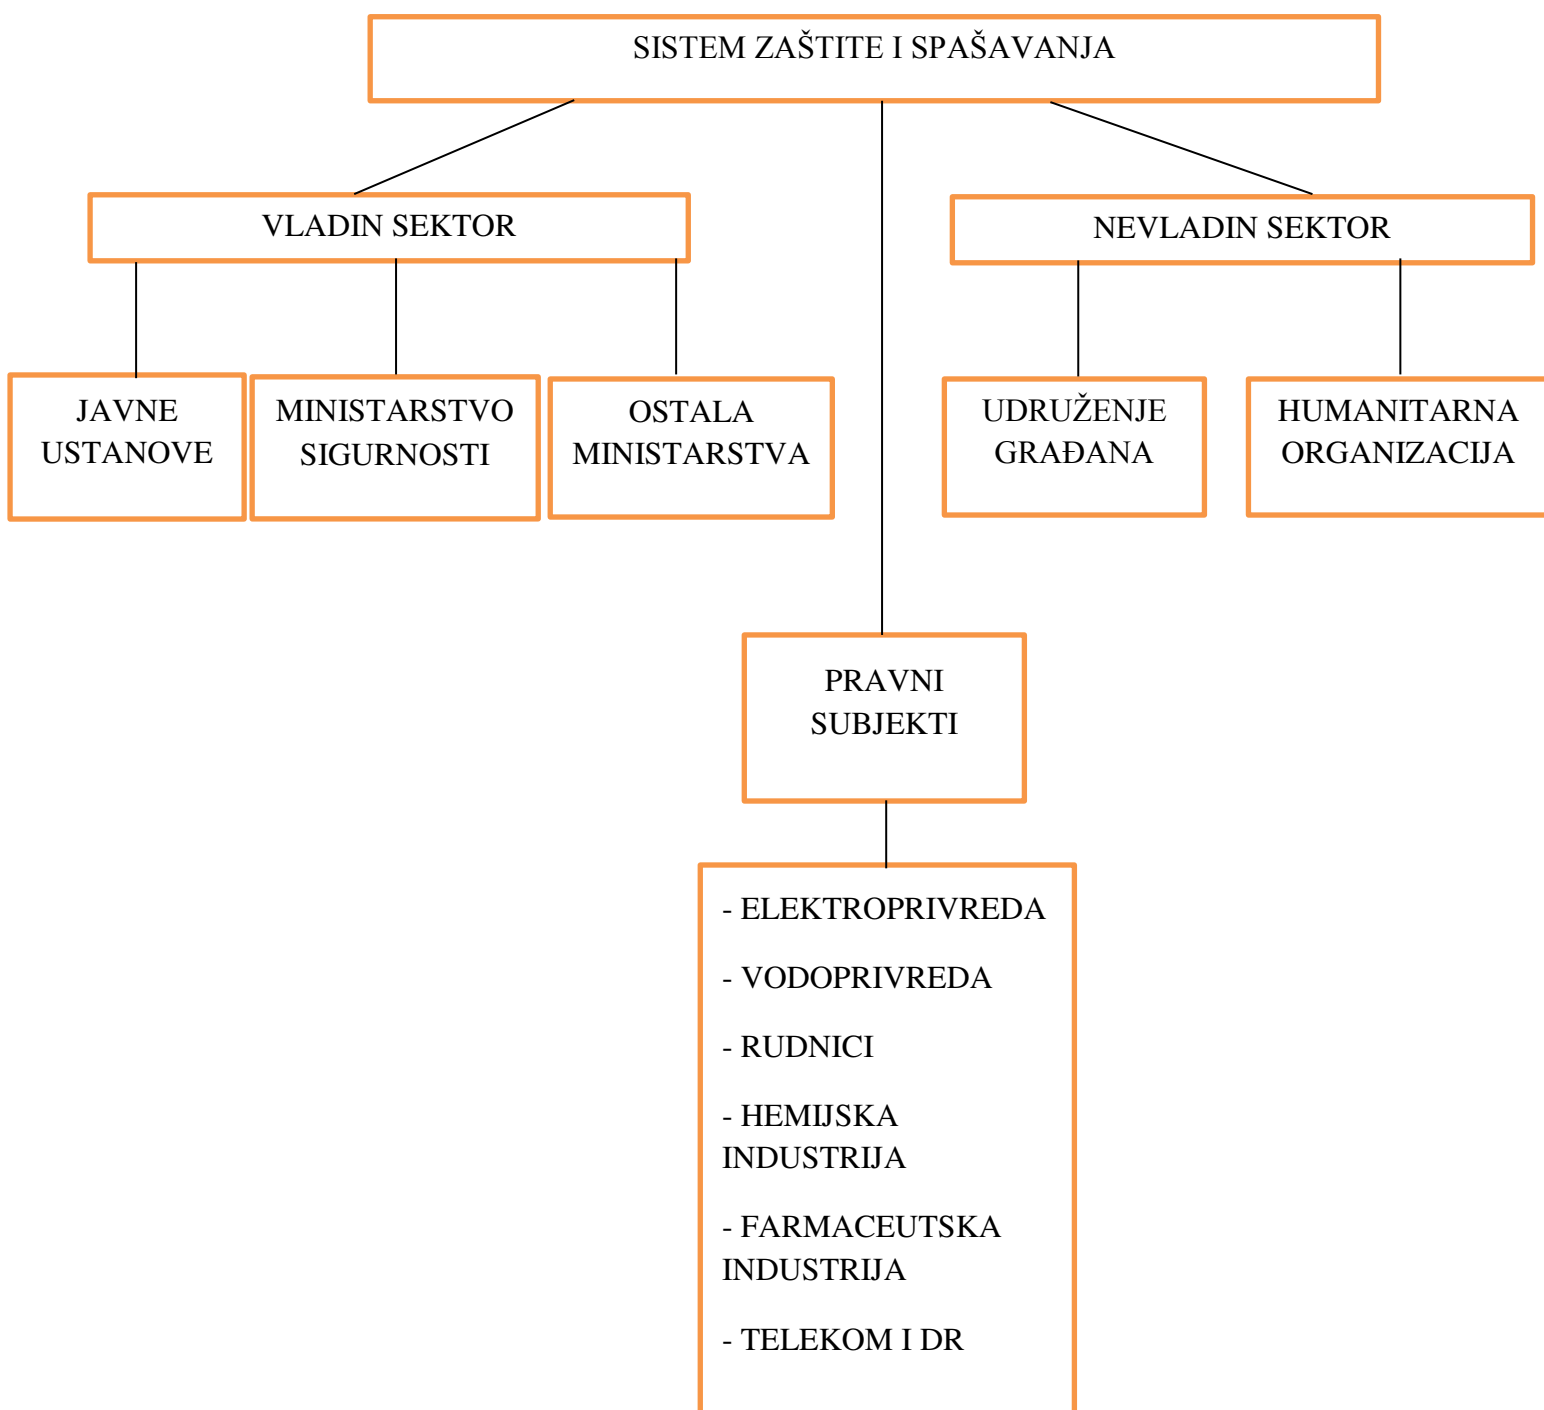 SISTEM ZAŠTITE I SPAŠAVANJA
VLADIN SEKTOR
NEVLADIN SEKTOR
JAVNE
USTANOVE
MINISTARSTVO
SIGURNOSTI
OSTALA
MINISTARSTVA
UDRUŽENJE
GRAĐANA
HUMANITARNA
ORGANIZACIJA
PRAVNI
SUBJEKTI
- ELEKTROPRIVREDA
- VODOPRIVREDA
- RUDNICI
- HEMIJSKA
INDUSTRIJA
- FARMACEUTSKA
INDUSTRIJA
- TELEKOM I DR